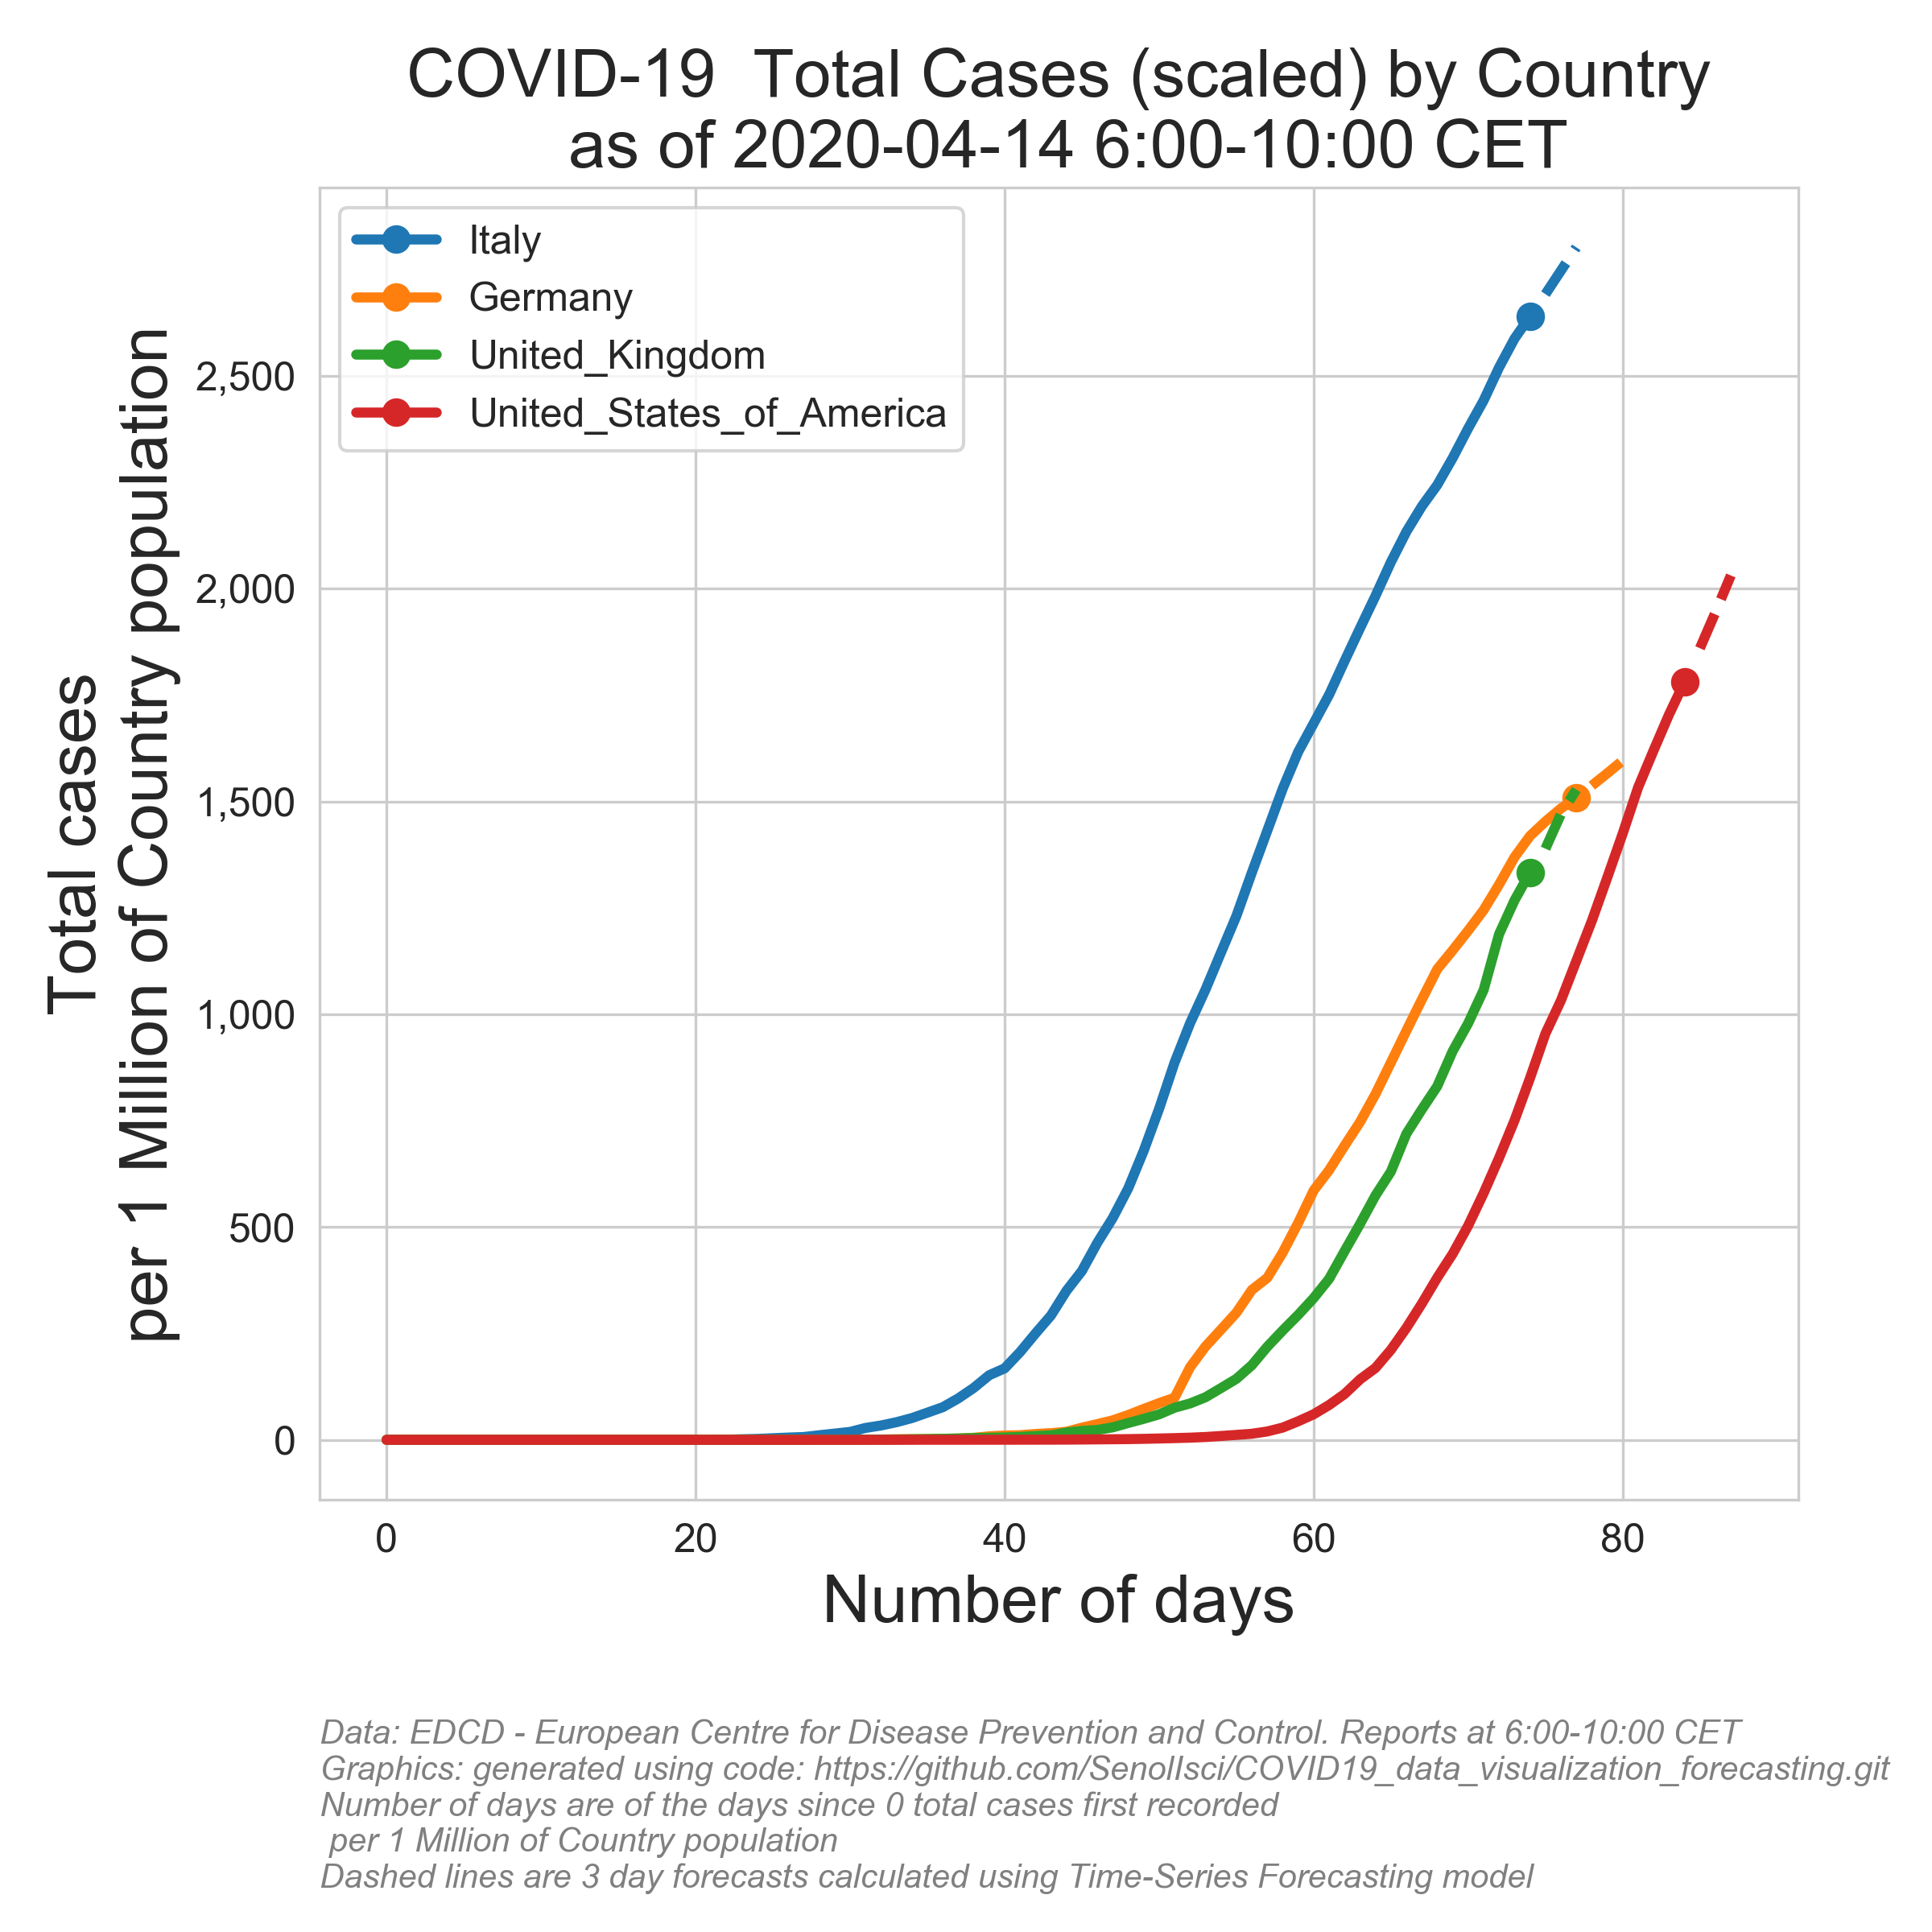 COVID-19  Total Cases (scaled) by Country
as of 2020-04-14 6:00-10:00 CET
Italy
Germany
United_Kingdom
United_States_of_America
Total cases
per 1 Million of Country population
2,500
2,000
1,500
1,000
500
0
0
20
40
60
80
Number of days
Data: EDCD - European Centre for Disease Prevention and Control. Reports at 6:00-10:00 CET
Graphics: generated using code: https://github.com/SenolIsci/COVID19_data_visualization_forecasting.git
Number of days are of the days since 0 total cases first recorded
per 1 Million of Country population
Dashed lines are 3 day forecasts calculated using Time-Series Forecasting model